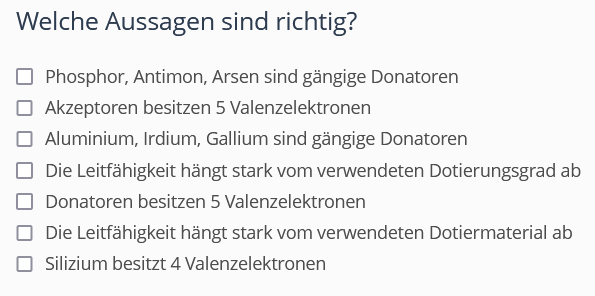 Welche Aussagen sind richtig?
Phosphor, Antimon, Arsen sind gängige Donatoren
Akzeptoren besitzen 5 Valenzelektronen
Aluminium, Irdium, Gallium sind gängige Donatoren
Die Leitfähigkeit hängt stark vom verwendeten Dotierungsgrad ab
Donatoren besitzen 5 Valenzelektronen
Die Leitfähigkeit hängt stark vom verwendeten Dotiermaterial ab
Silizium besitzt 4 Valenzelektronen